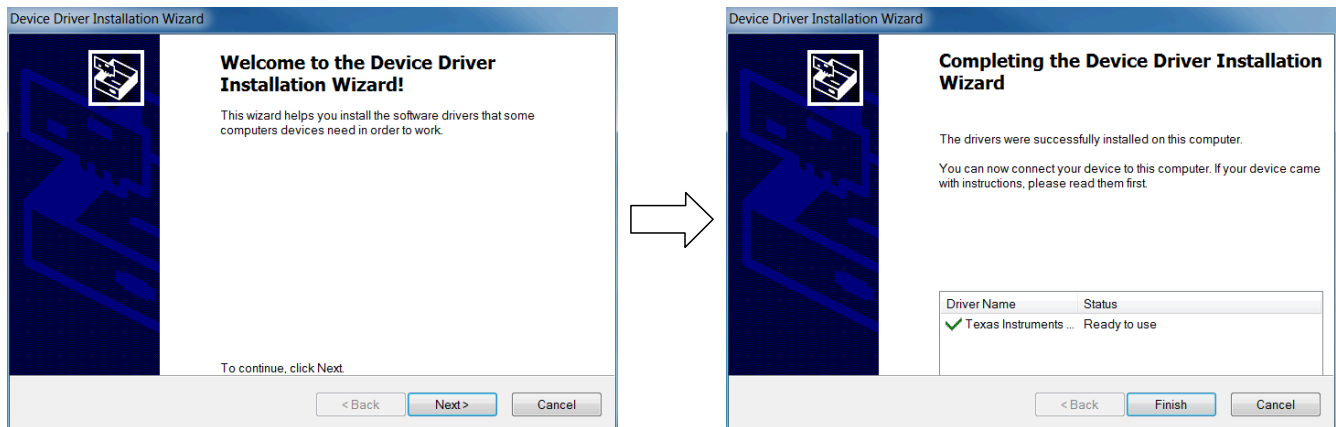 Device Driver Installation Wizard
Welcome to the Device Driver
Installation Wizard!
This wizard helps you install the software drivers that some
computers devices need in order to work.
To continue, click Next.
< Back
Next >
Cancel
Device Driver Installation Wizard
Completing the Device Driver Installation
Wizard
The drivers were successfully installed on this computer.
You can now connect your device to this computer. If your device came
with instructions, please read them first.
Driver Name Status
Texas Instruments ... Ready to use
< Back
Finish
Cancel